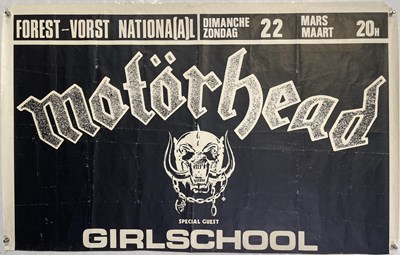 FOREST-VORST NATIONA(A)L
DIMANCHE 22 MARS 20H
ZONDAG MAART
motörhead
SPECIAL GUEST
GIRLSCHOOL